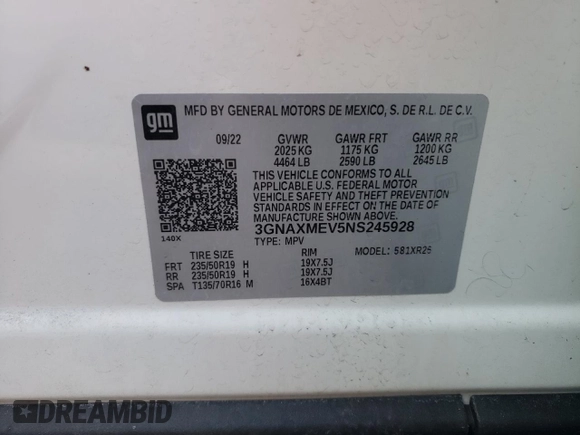 gm
MFD BY GENERAL MOTORS DE MEXICO, S. DE R.L. DE C.V.
09/22 GVWR GAWR FRT GAWR RR
2025 KG 1175 KG 1200 KG
4464 LB 2590 LB 2645 LB
THIS VEHICLE CONFORMS TO ALL
APPLICABLE U.S. FEDERAL MOTOR
VEHICLE SAFETY AND THEFT PREVENTION
STANDARDS IN EFFECT ON THE DATE OF
MANUFACTURE SHOWN ABOVE.
3GNAXMEV5NS245928
140X TYPE: MPV MODEL: 581XR26
TIRE SIZE RIM
FRT 235/50R19 H 19X7.5J
RR 235/50R19 H 19X7.5J
SPA T135/70R16 M 16X4BT
DREAMBID